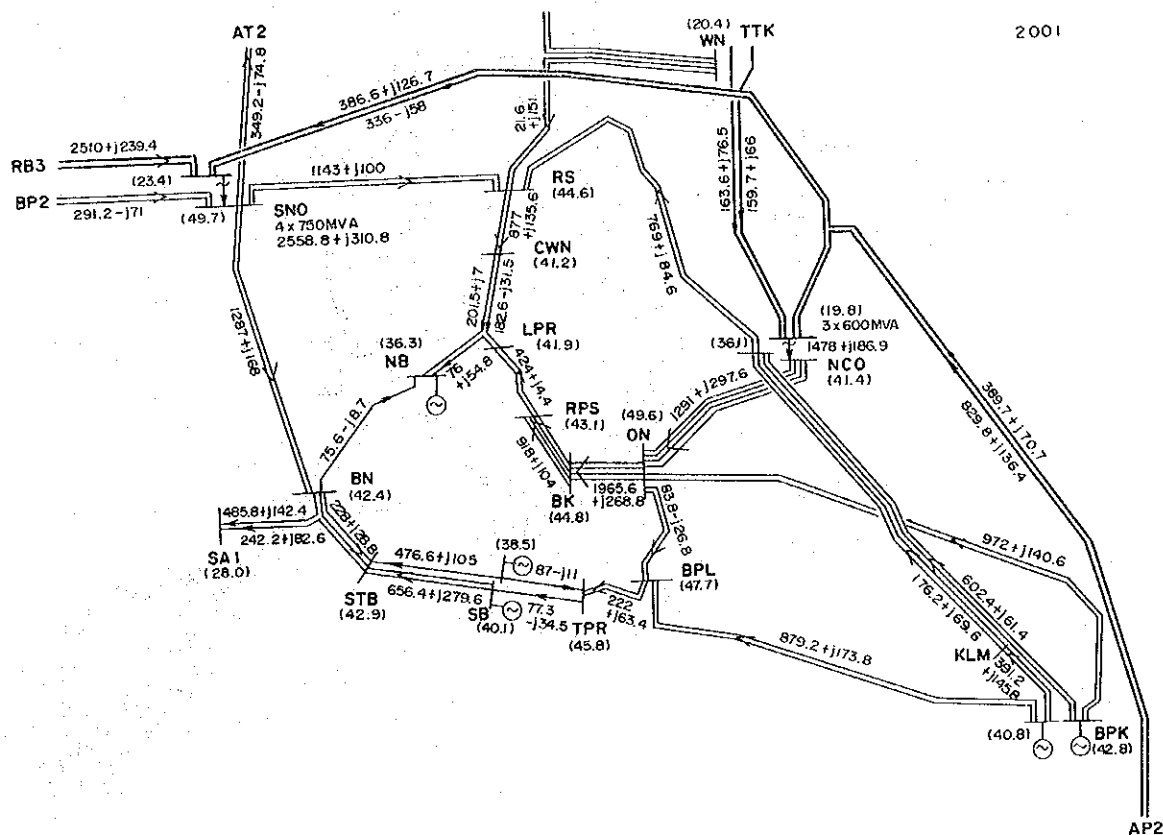 2001
AT2
(20.4)
WN
TTK
349.2-j74.8
386.6+j126.7
336-j58
21.6
+j151
2510+j239.4
RB3
(23.4)
BP2
291.2-j71
(49.7)
1143+j100
SNO
4x750MVA
2558.8+j310.8
RS
(44.6)
877
+j135.6
CWN
(41.2)
163.6+j76.5
159.7+j66
769+j84.6
201.5+j7
182.6-j31.5
1287+j168
(36.3)
NB
LPR
(41.9)
76
+j54.8
424+j4.4
(19.8)
3x600MVA
1478+j186.9
(36.1)
NCO
(41.4)
1291+j297.6
RPS
(43.1)
(49.6)
ON
918+j104
75.6-j8.7
BK
(44.8)
1965.6
+j268.8
83.8-j26.8
389.7+j70.7
829.8+j136.4
BN
(42.4)
485.8+j142.4
242.2+j82.6
SA1
(28.0)
228+j28.8
476.6+j105
(38.5)
87-j11
BPL
(47.7)
972+j140.6
STB
(42.9)
656.4+j279.6
SB
(40.1)
77.3
-j34.5
TPR
(45.8)
222
+j63.4
602.4+j61.4
176.2+j69.6
879.2+j173.8
KLM
391.2
+j145.8
(40.8)
BPK
(42.8)
AP2